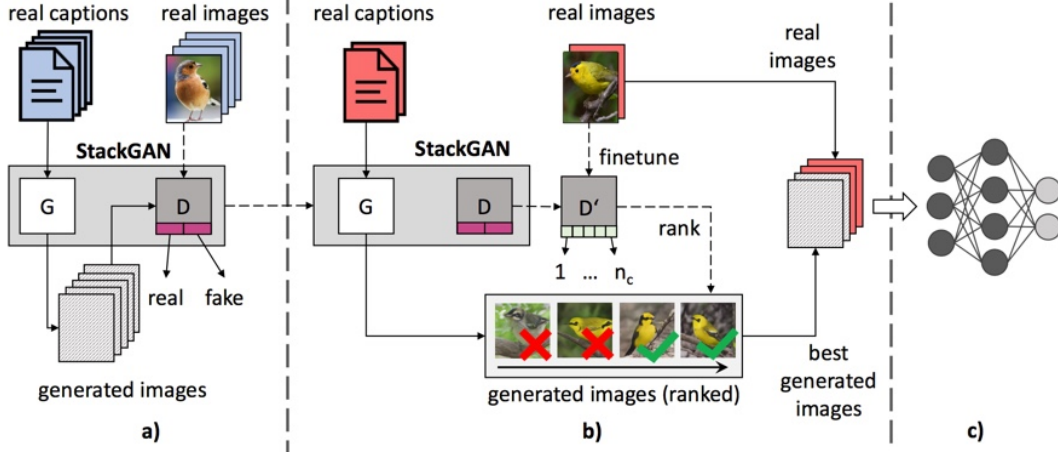 real captions
real images
StackGAN
G
D
real
fake
generated images
a)
real captions
real images
real
images
StackGAN
finetune
G
D
D‘
rank
1 ... n_c
generated images (ranked)
best
generated
images
b)
c)